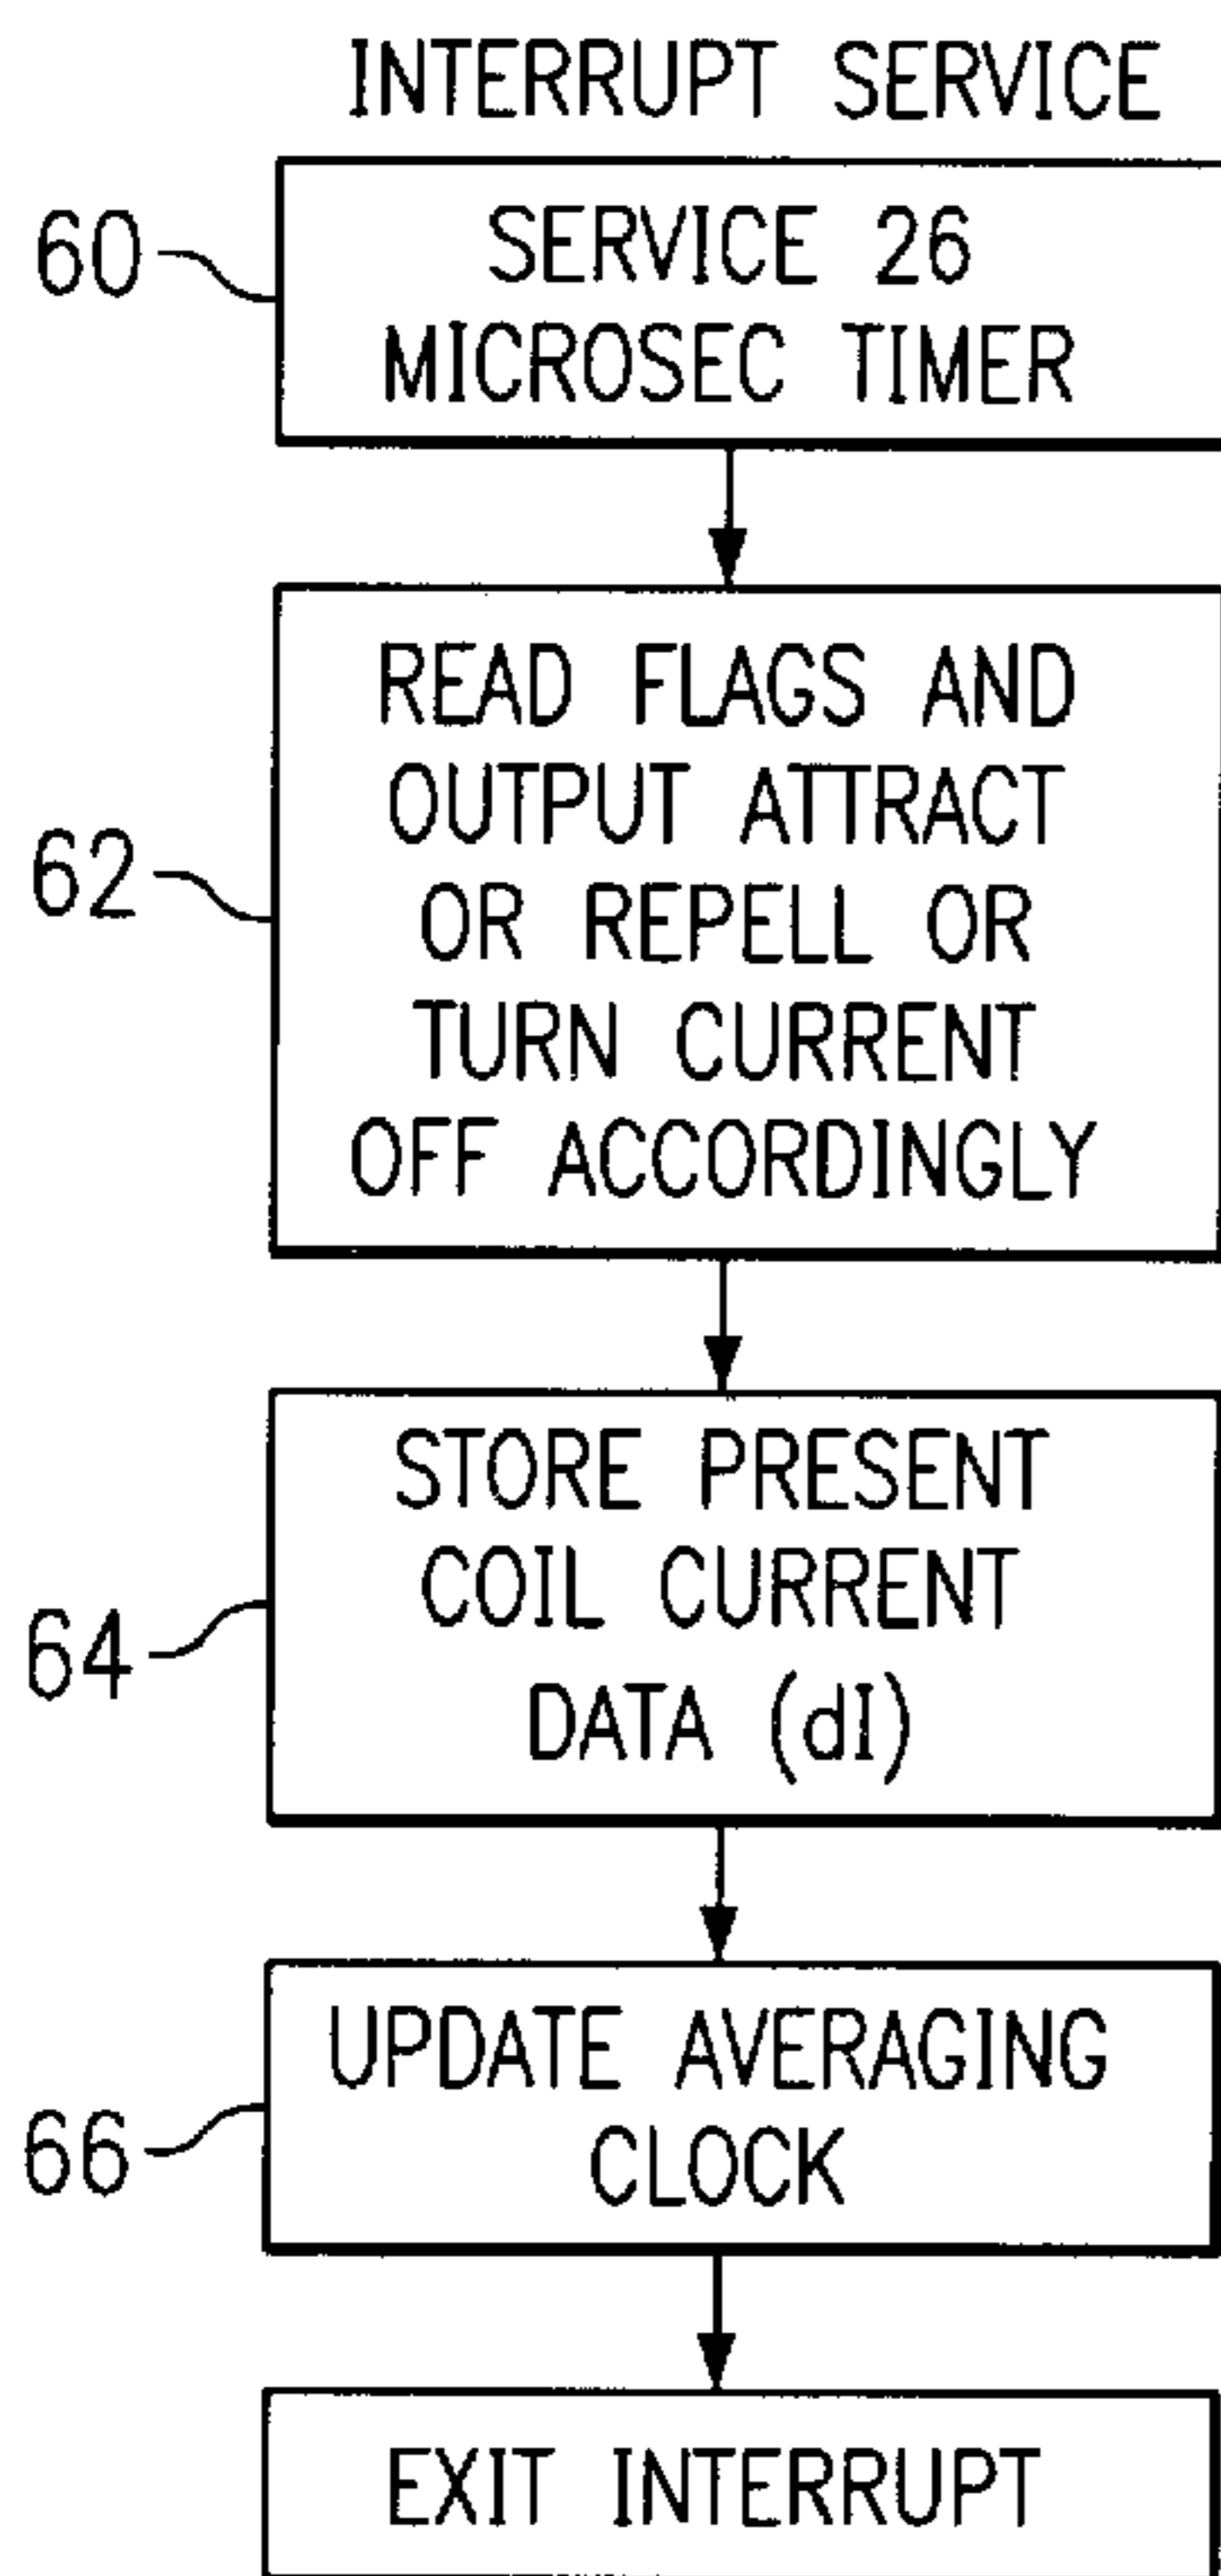 INTERRUPT SERVICE
60
SERVICE 26
MICROSEC TIMER
62
READ FLAGS AND
OUTPUT ATTRACT
OR REPELL OR
TURN CURRENT
OFF ACCORDINGLY
64
STORE PRESENT
COIL CURRENT
DATA (dI)
66
UPDATE AVERAGING
CLOCK
EXIT INTERRUPT